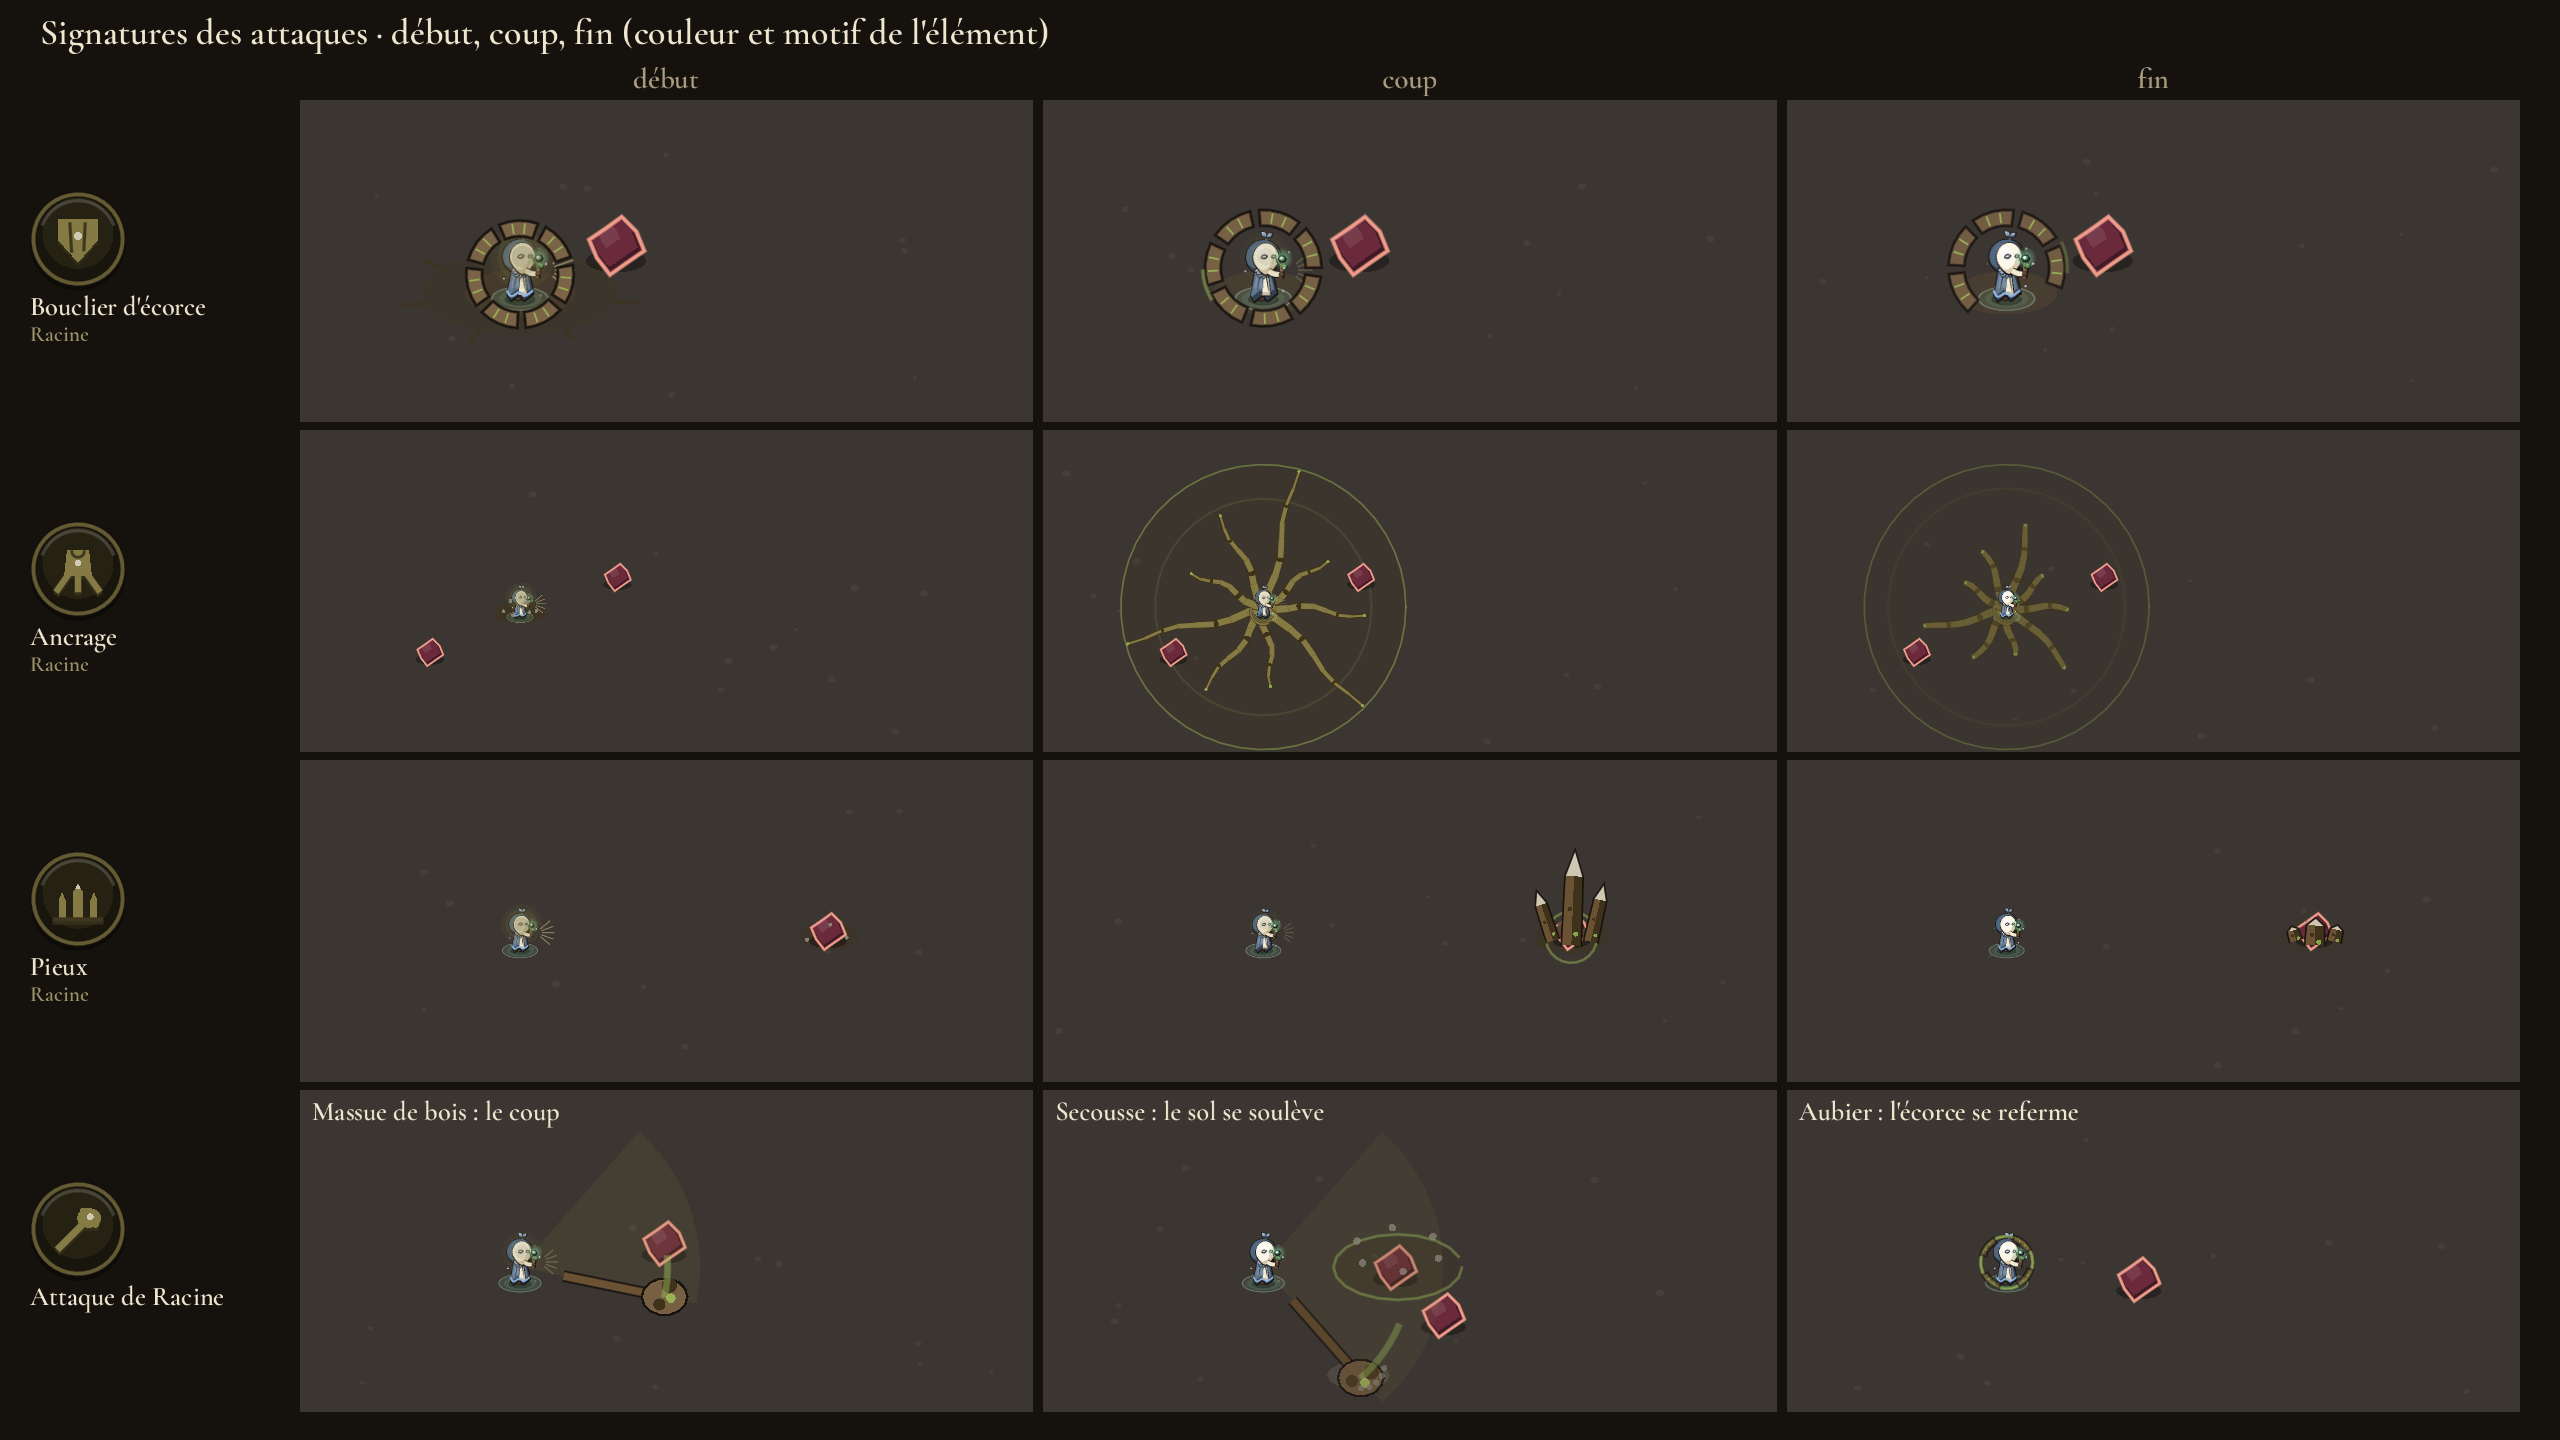 Signatures des attaques · début, coup, fin (couleur et motif de l'élément)
début
coup
fin
Bouclier d'écorce
Racine
Ancrage
Racine
Pieux
Racine
Massue de bois : le coup
Secousse : le sol se soulève
Aubier : l'écorce se referme
Attaque de Racine